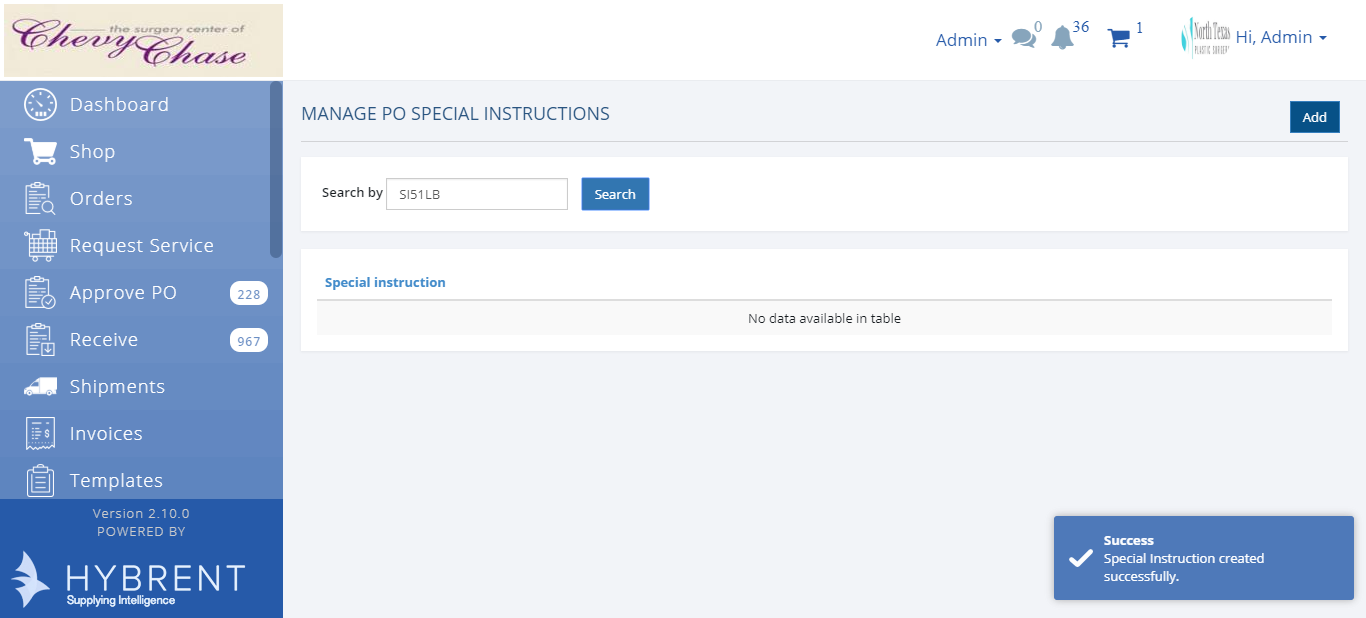 the surgery center of
Chevy Chase
Admin
0
36
1
North Texas
PLASTIC SURGERY
Hi, Admin
Dashboard
Shop
Orders
Request Service
Approve PO 228
Receive 967
Shipments
Invoices
Templates
Version 2.10.0
POWERED BY
HYBRENT
Supplying Intelligence
MANAGE PO SPECIAL INSTRUCTIONS
Add
Search by SI51LB Search
Special instruction
No data available in table
Success
Special Instruction created
successfully.